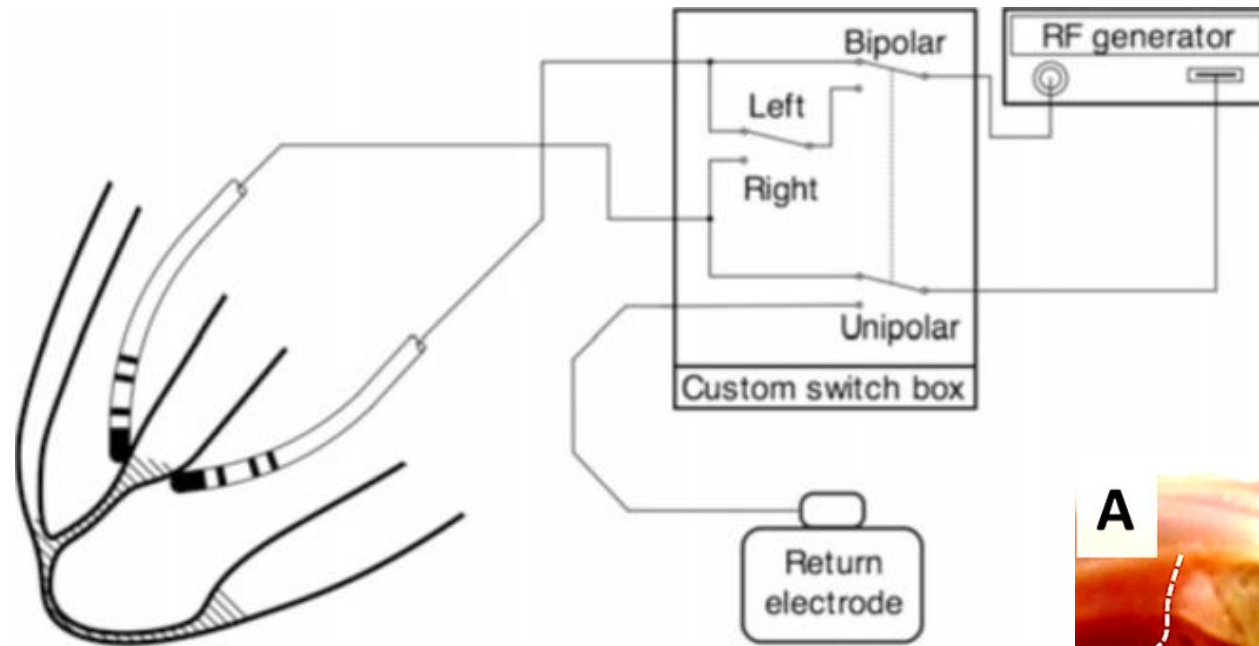 Bipolar
RF generator
Left
Right
Unipolar
Custom switch box
A
Return
electrode